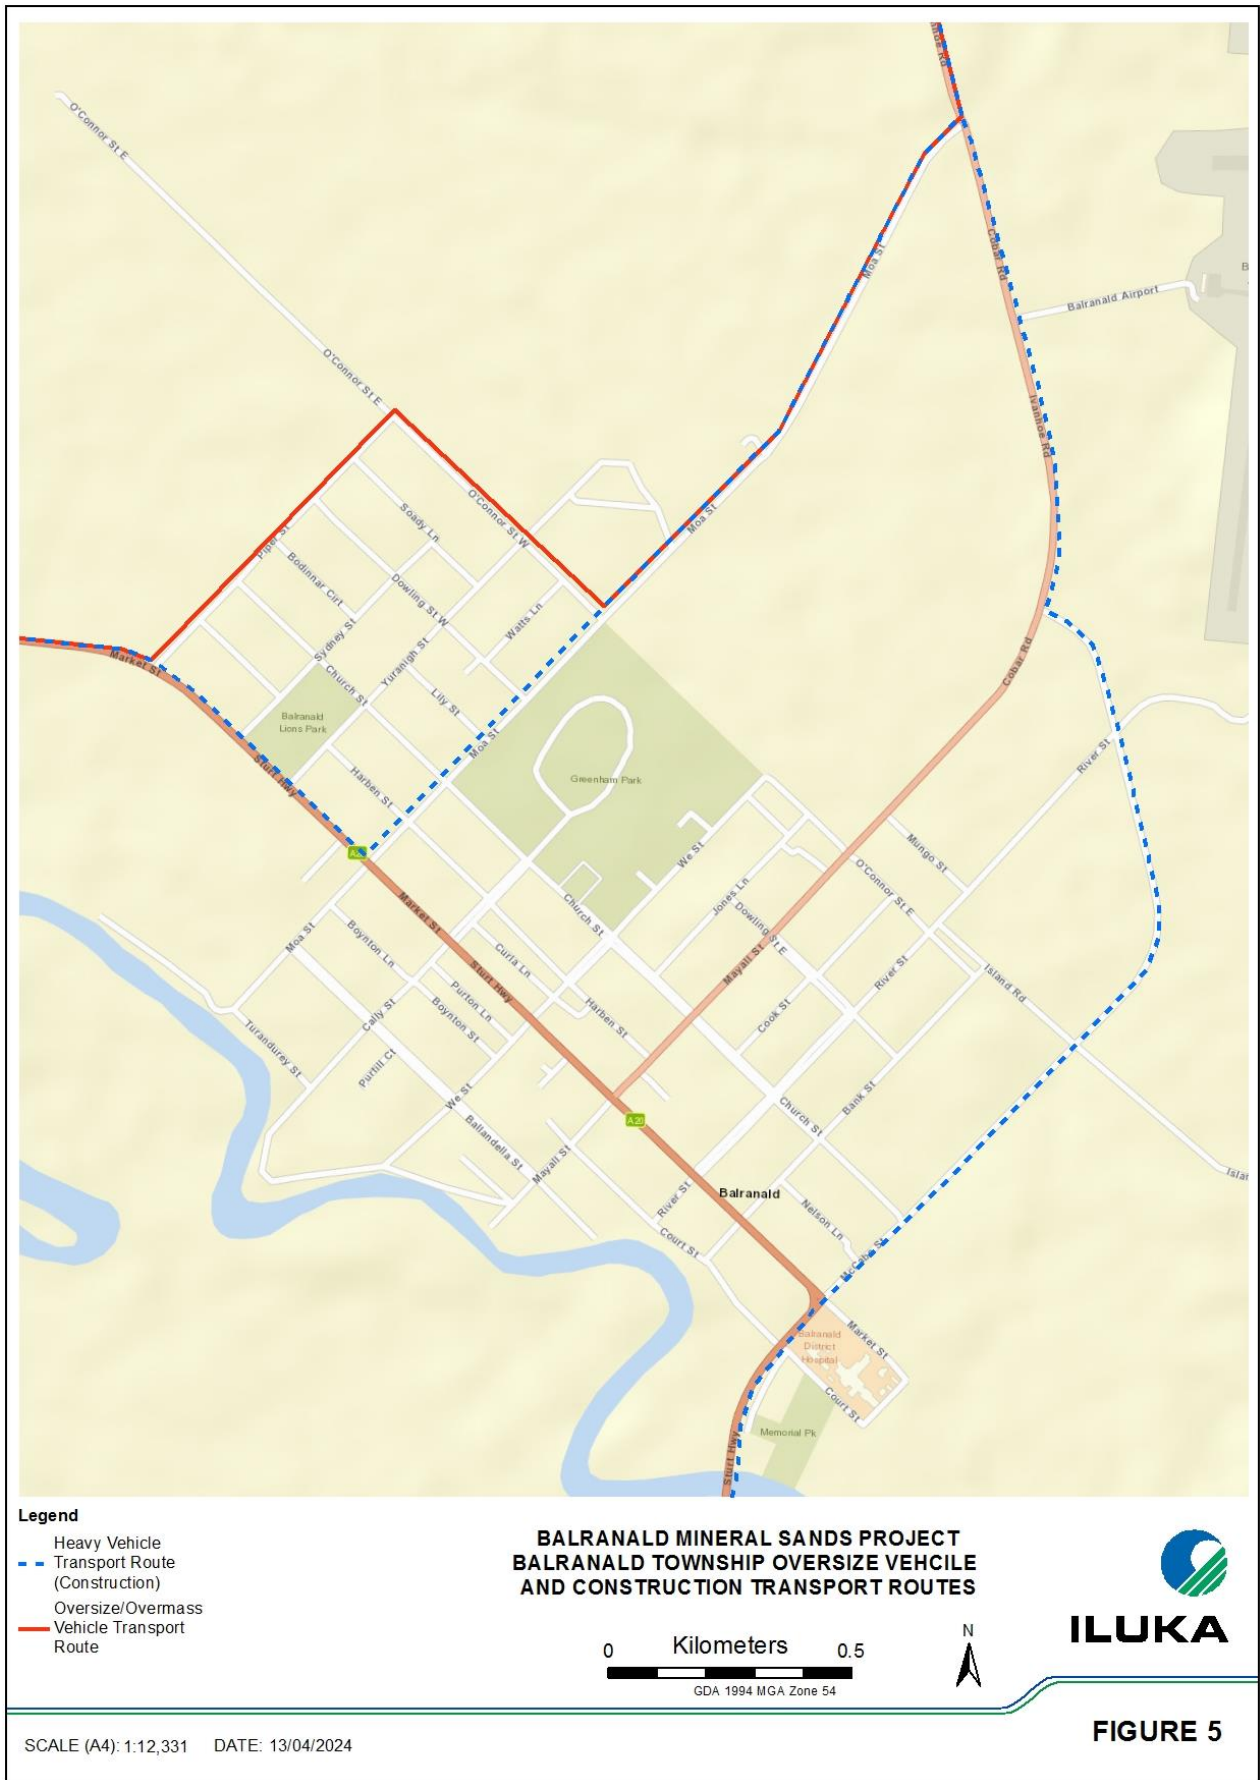 hoe Rd
O'Connor St E
Cobar Rd
Moa St
Balranald Airport
B
O'Connor St E
Ivanhoe Rd
O'Connor St W
Soady Ln
Moa St
Piper St
Bodinnar Cirt
Dowling St W
Watts Ln
Sydney St
Yuranigh St
Market St
Church St
Lily St
Cobar Rd
Balranald
Lions Park
Moa St
River St
Sturt Hwy
Harben St
Greenham Park
We St
Mungo St
A20
Market St
Church St
Jones Ln
O'Connor St E
Moa St
Boynton Ln
Curla Ln
Dowling St E
Mayall St
River St
Island Rd
Sturt Hwy
Purton Ln
Boynton St
Harben St
Cook St
Cally St
Turandurey St
Purtill Ct
We St
Bank St
Church St
A20
Ballandella St
Mayall St
Islan
River St
Balranald
Nelson Ln
Court St
McCabe St
Balranald
District
Hospital
Market St
Court St
Memorial Pk
Sturt Hwy
Legend
Heavy Vehicle
Transport Route
(Construction)
Oversize/Overmass
Vehicle Transport
Route
BALRANALD MINERAL SANDS PROJECT
BALRANALD TOWNSHIP OVERSIZE VEHCILE
AND CONSTRUCTION TRANSPORT ROUTES
0 Kilometers 0.5
GDA 1994 MGA Zone 54
N
ILUKA
FIGURE 5
SCALE (A4): 1:12,331 DATE: 13/04/2024